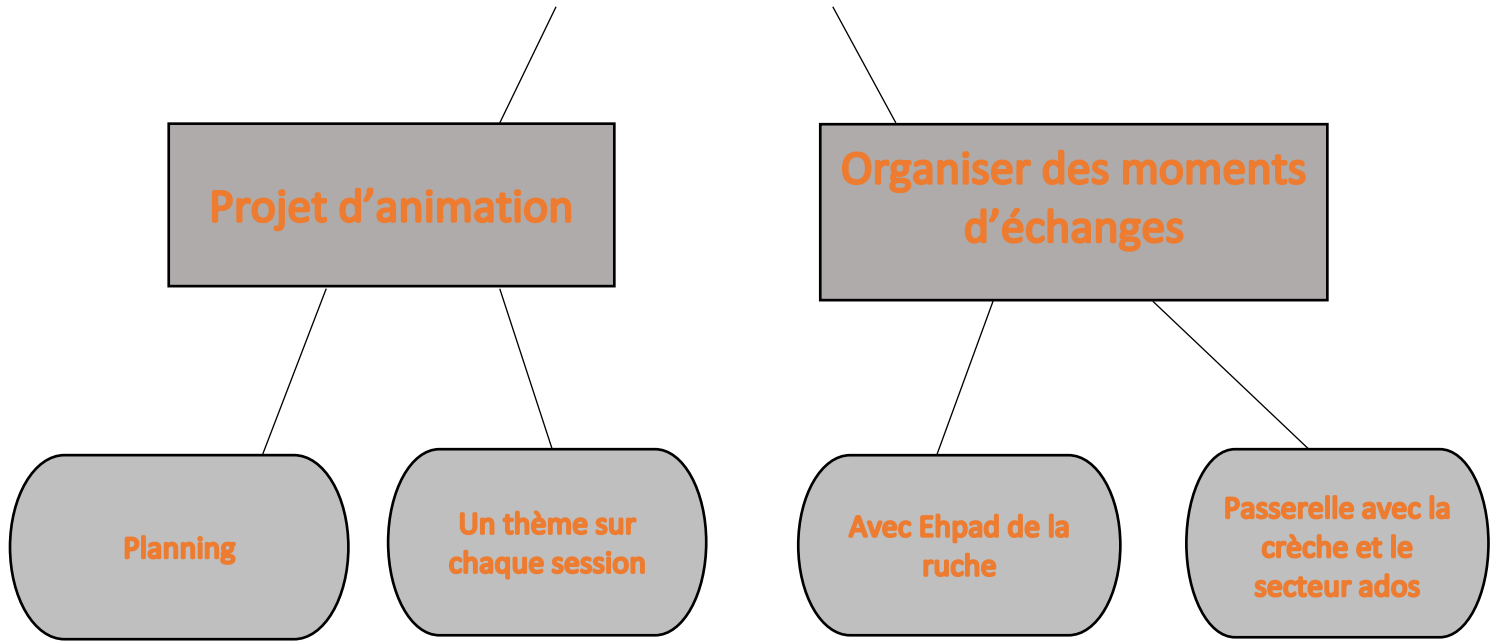 Projet d’animation
Organiser des moments
d’échanges
Planning
Un thème sur
chaque session
Avec Ehpad de la
ruche
Passerelle avec la
crèche et le
secteur ados